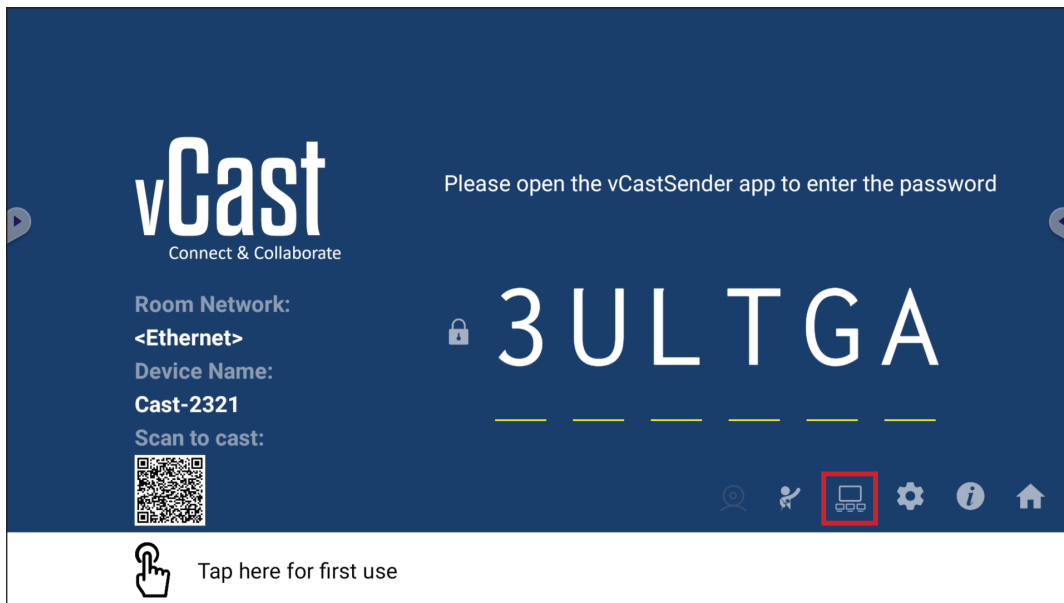 vCast
Connect & Collaborate
Please open the vCastSender app to enter the password
Room Network:
<Ethernet>
Device Name:
Cast-2321
Scan to cast:
3ULTGA
Tap here for first use